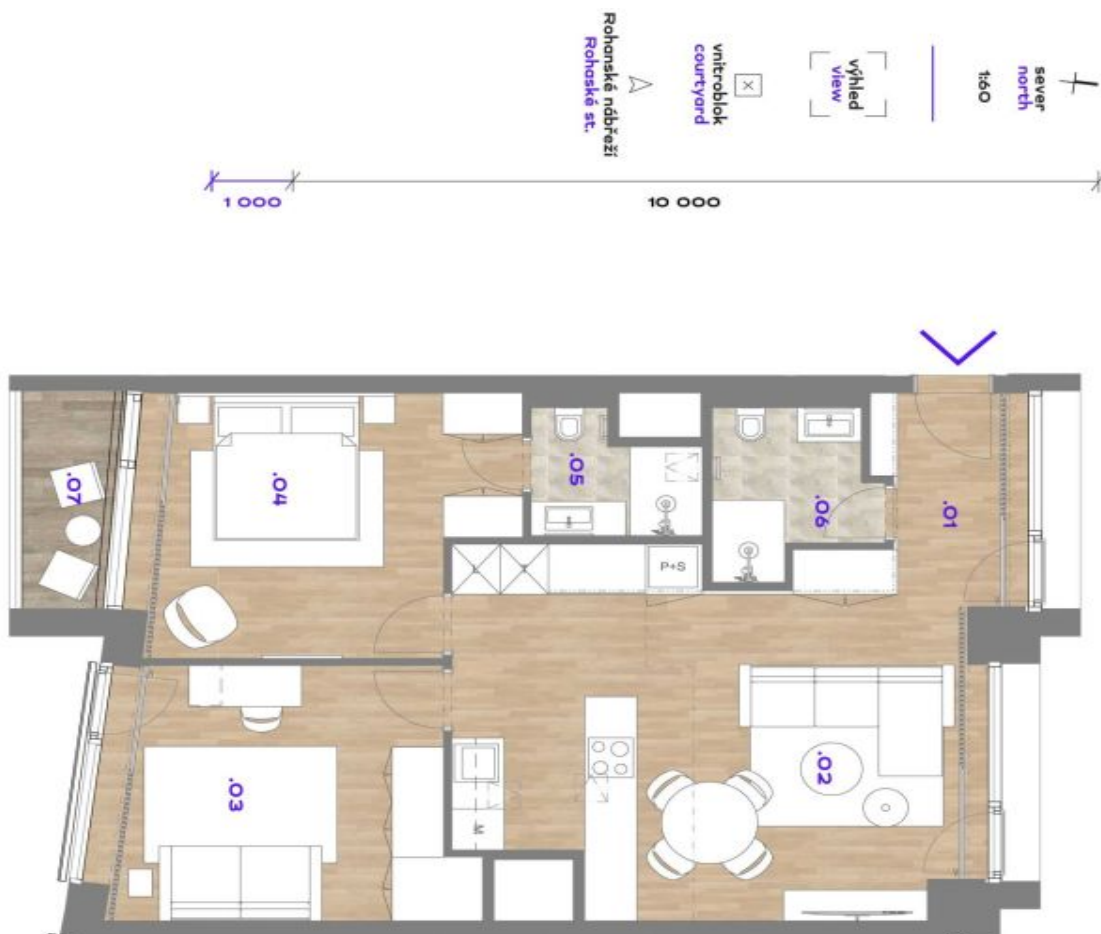 sever
north
1:60
výhled
view
X
vnitroblok
courtyard
Rohanské nábřeží
Rohaské st.
1 000
10 000
.07
.04
.05
.06
.01
P+S
.03
M
.02